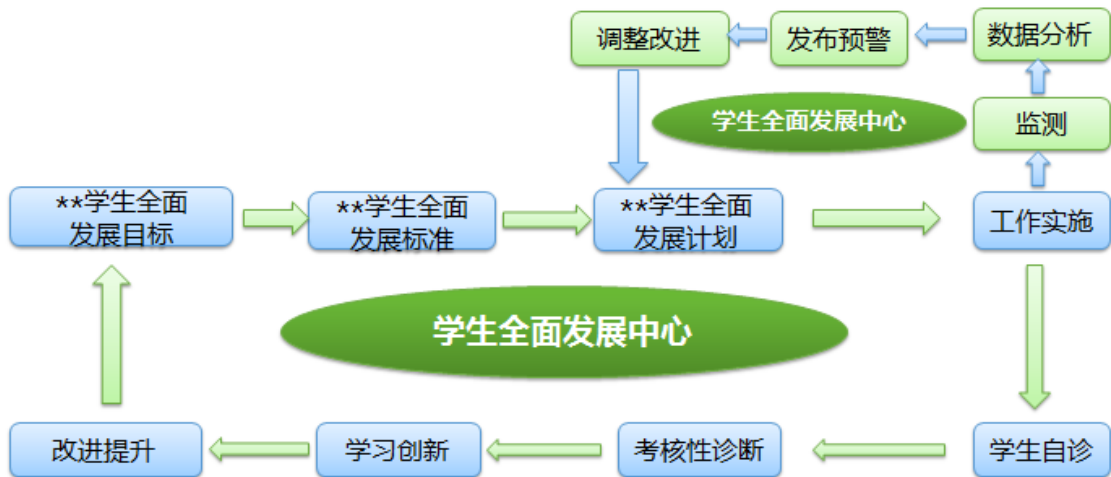 调整改进
发布预警
数据分析
学生全面发展中心
监测
**学生全面
发展目标
**学生全面
发展标准
**学生全面
发展计划
工作实施
学生全面发展中心
改进提升
学习创新
考核性诊断
学生自诊